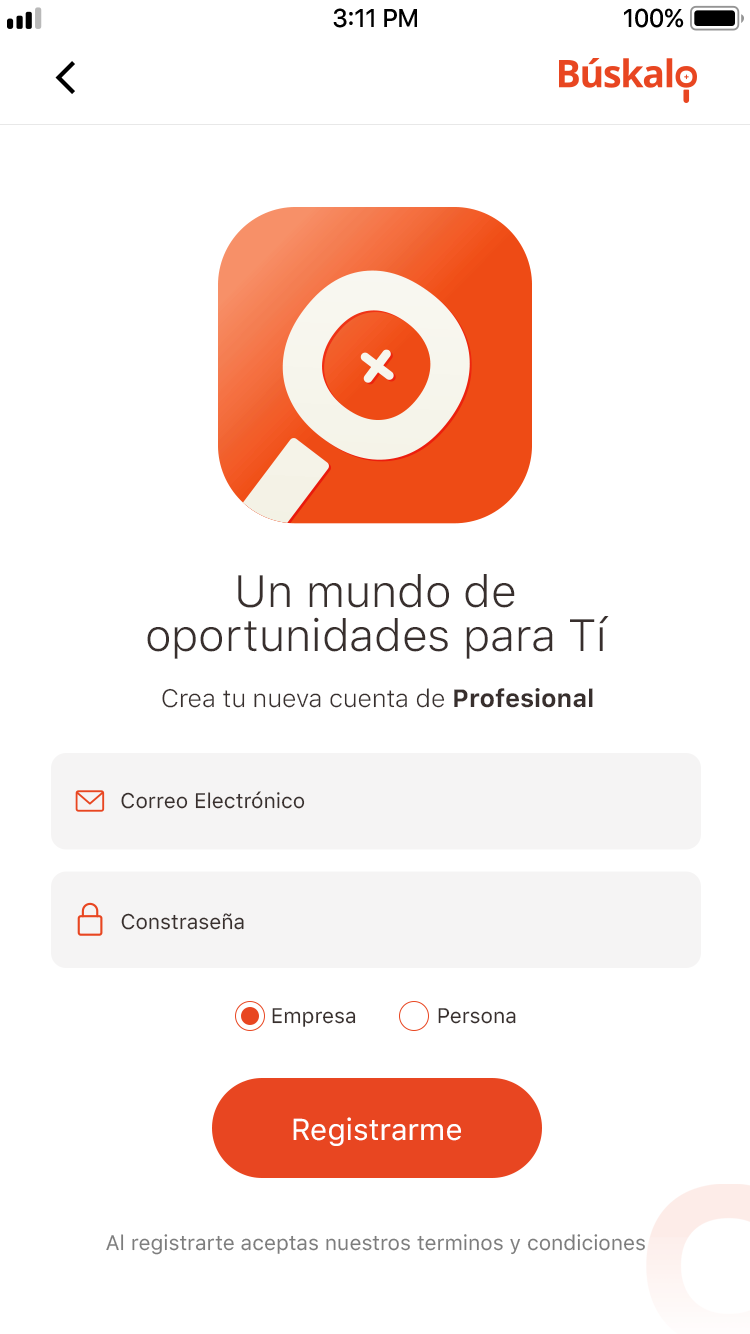 3:11 PM
100%
Búskalo
Un mundo de
oportunidades para Tí
Crea tu nueva cuenta de Profesional
Correo Electrónico
Constraseña
Empresa
Persona
Registrarme
Al registrarte aceptas nuestros terminos y condiciones